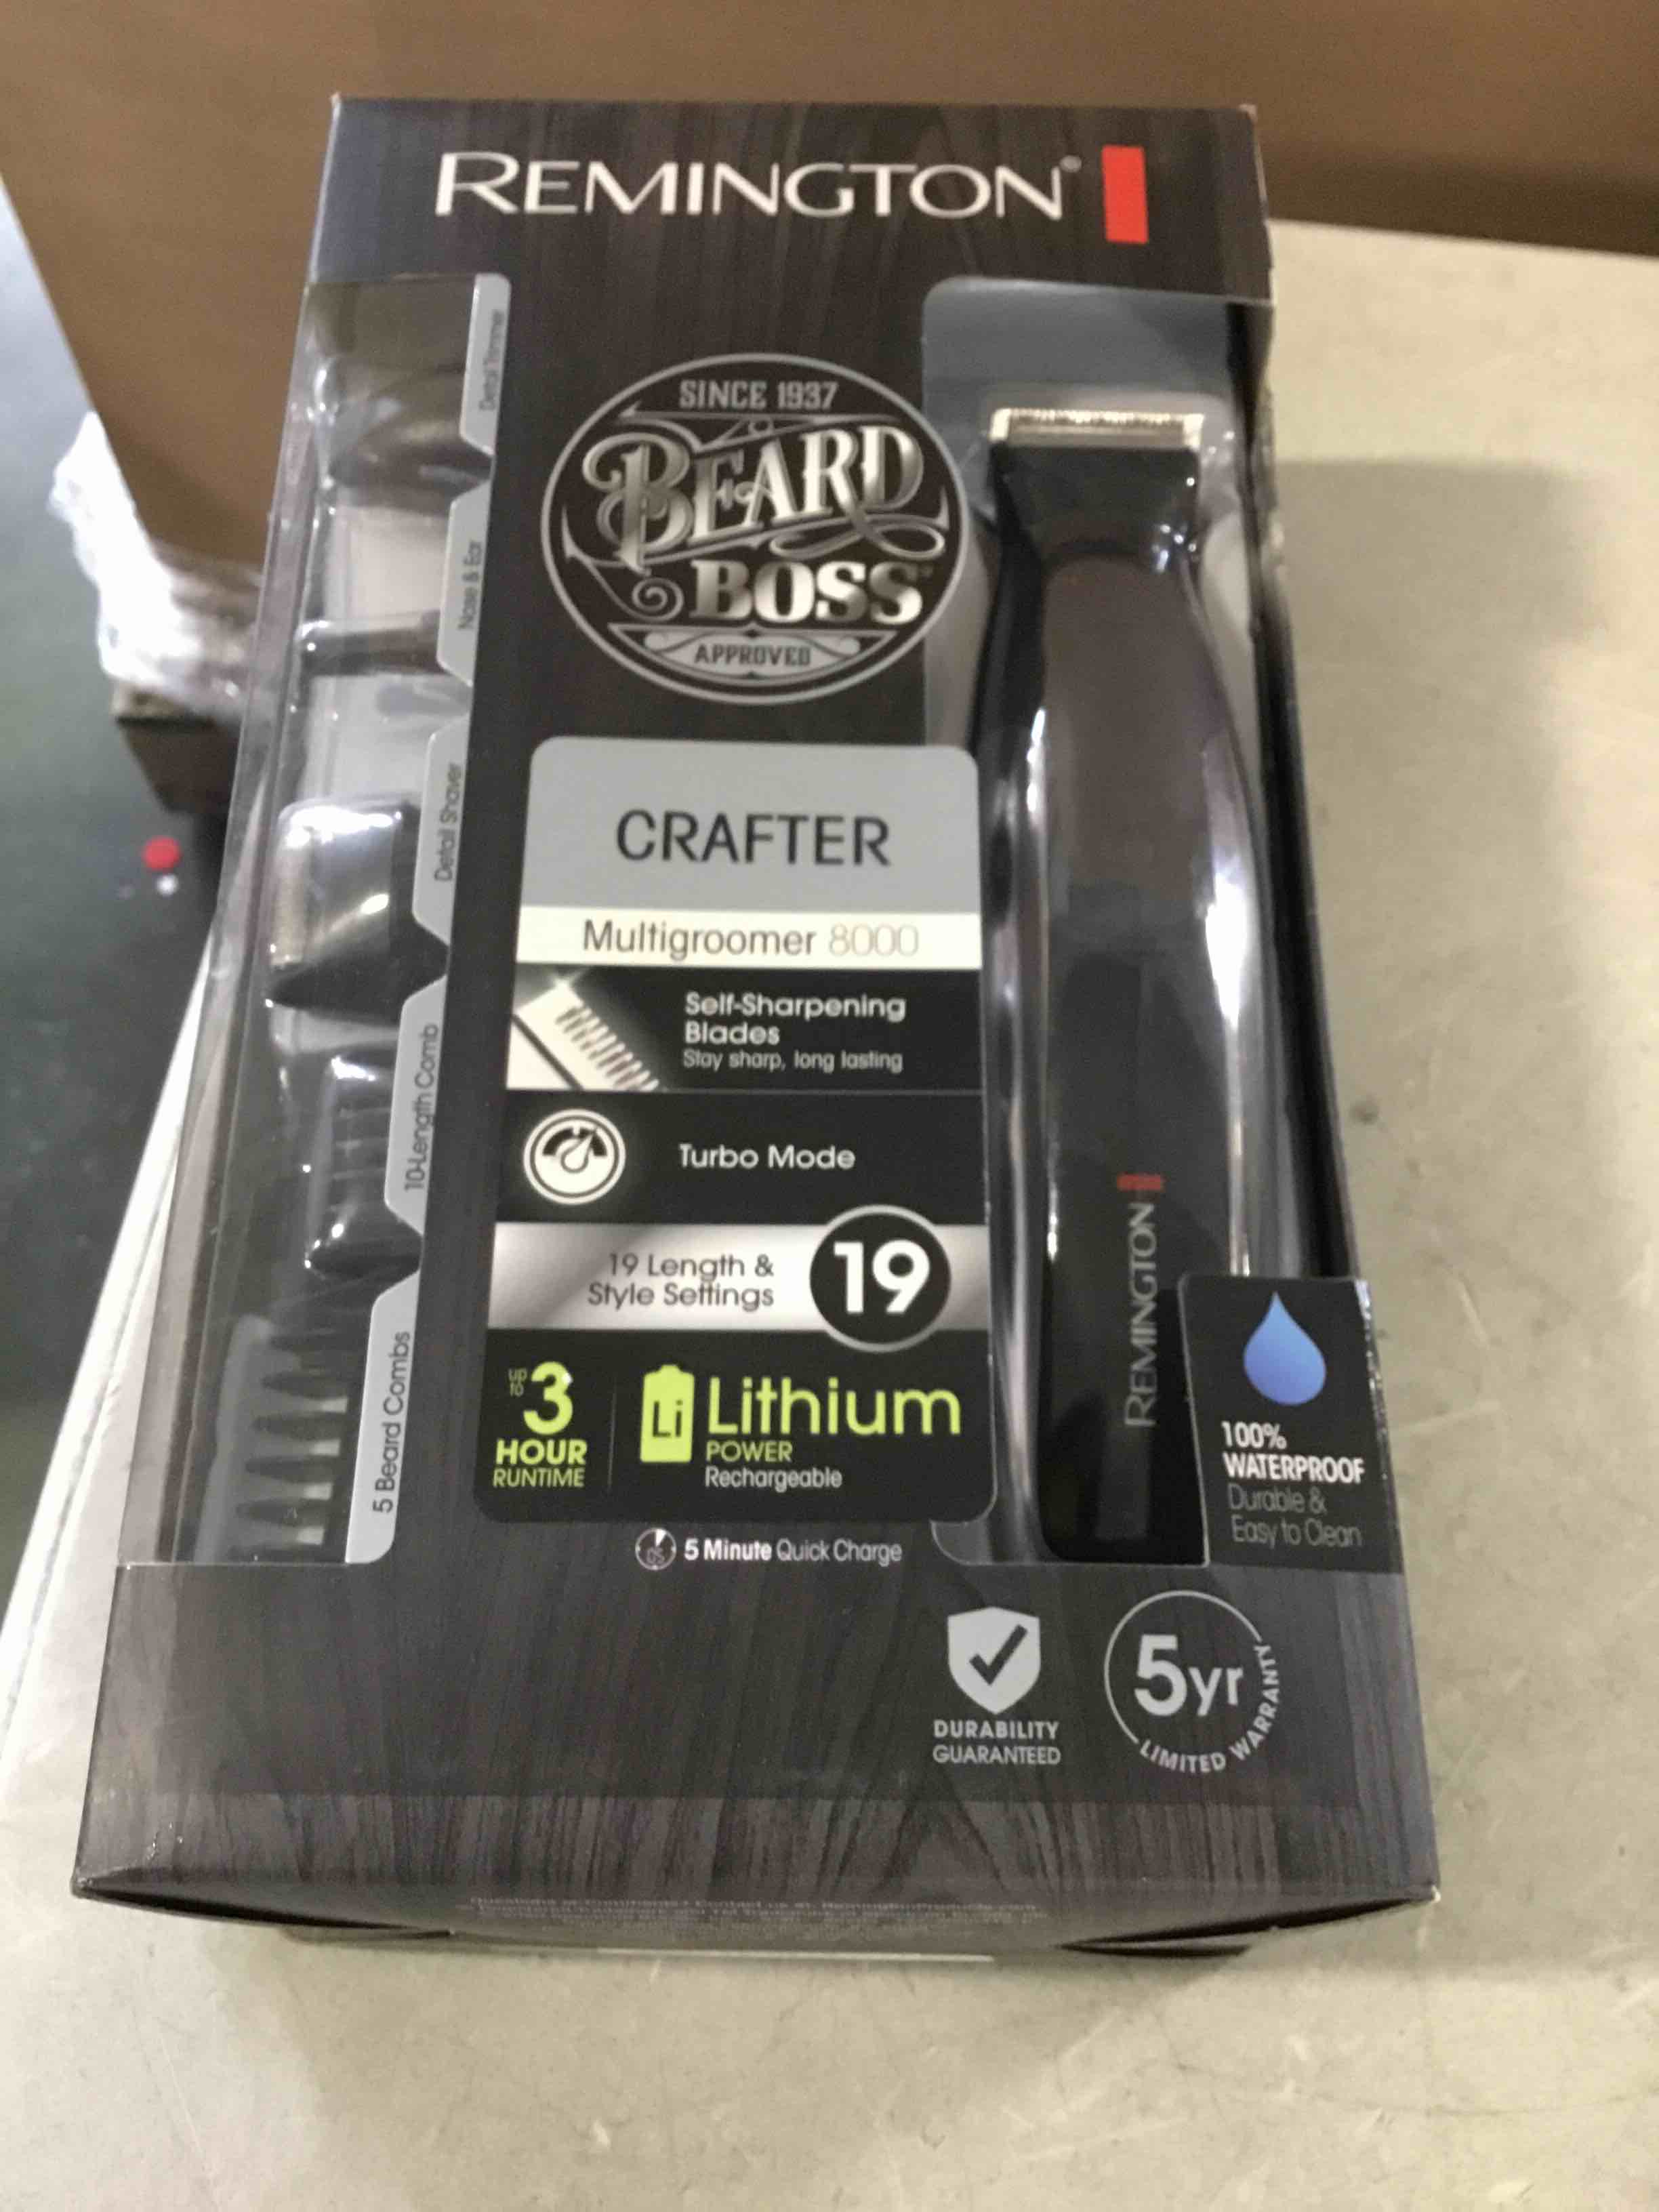 REMINGTON®
Detail Trimmer
Nose & Ear
Detail Shaver
10-Length Comb
5 Beard Combs
SINCE 1937
BEARD
BOSS
APPROVED
CRAFTER
Multigroomer 8000
Self-Sharpening
Blades
Stay sharp, long lasting
Turbo Mode
19 Length &
Style Settings
19
up to 3
HOUR
RUNTIME
Li Lithium
POWER
Rechargeable
5 Minute Quick Charge
REMINGTON
100%
WATERPROOF
Durable &
Easy to Clean
DURABILITY
GUARANTEED
5yr
LIMITED WARRANTY